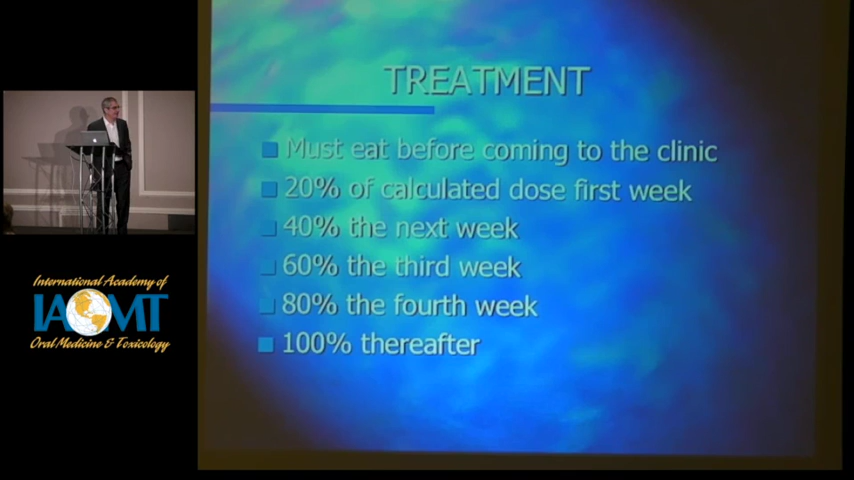 TREATMENT
Must eat before coming to the clinic
20% of calculated dose first week
40% the next week
60% the third week
80% the fourth week
100% thereafter
International Academy of
IAOMT
Oral Medicine & Toxicology